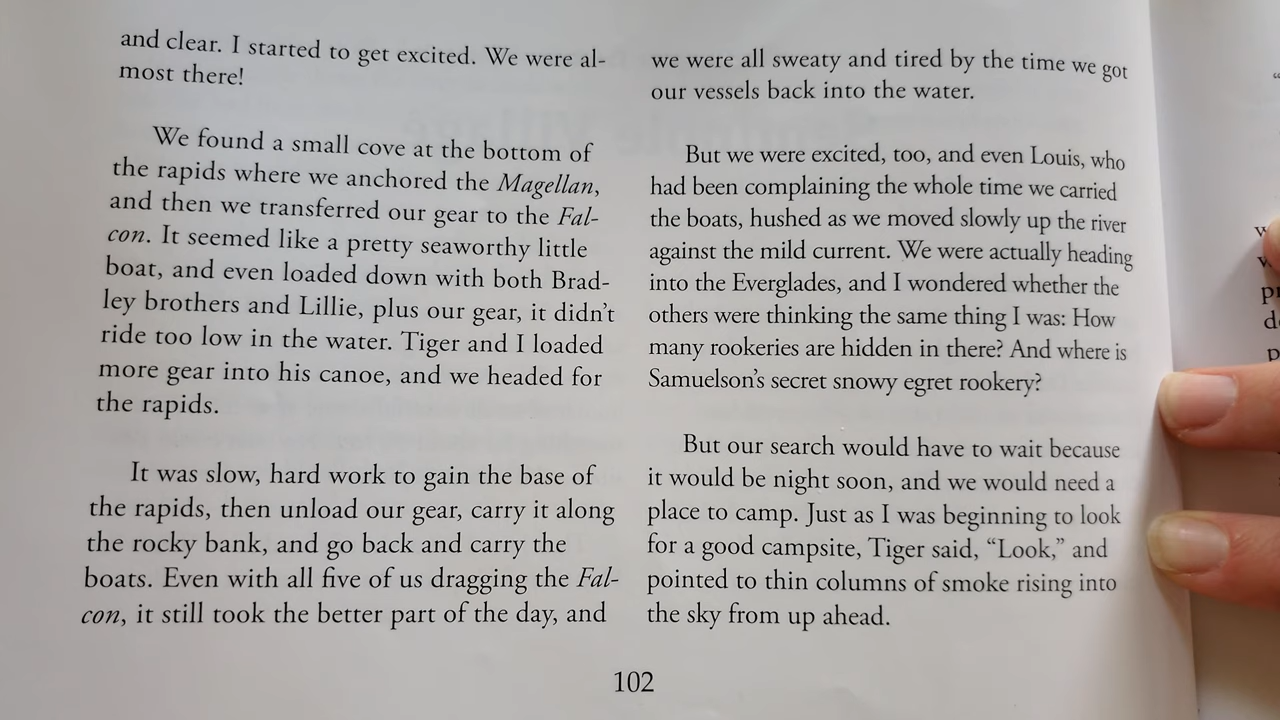 and clear. I started to get excited. We were al-
most there!
We found a small cove at the bottom of
the rapids where we anchored the Magellan,
and then we transferred our gear to the Fal-
con. It seemed like a pretty seaworthy little
boat, and even loaded down with both Brad-
ley brothers and Lillie, plus our gear, it didn't
ride too low in the water. Tiger and I loaded
more gear into his canoe, and we headed for
the rapids.
It was slow, hard work to gain the base of
the rapids, then unload our gear, carry it along
the rocky bank, and go back and carry the
boats. Even with all five of us dragging the Fal-
con, it still took the better part of the day, and
we were all sweaty and tired by the time we got
our vessels back into the water.
But we were excited, too, and even Louis, who
had been complaining the whole time we carried
the boats, hushed as we moved slowly up the river
against the mild current. We were actually heading
into the Everglades, and I wondered whether the
others were thinking the same thing I was: How
many rookeries are hidden in there? And where is
Samuelson's secret snowy egret rookery?
But our search would have to wait because
it would be night soon, and we would need a
place to camp. Just as I was beginning to look
for a good campsite, Tiger said, “Look,” and
pointed to thin columns of smoke rising into
the sky from up ahead.
102